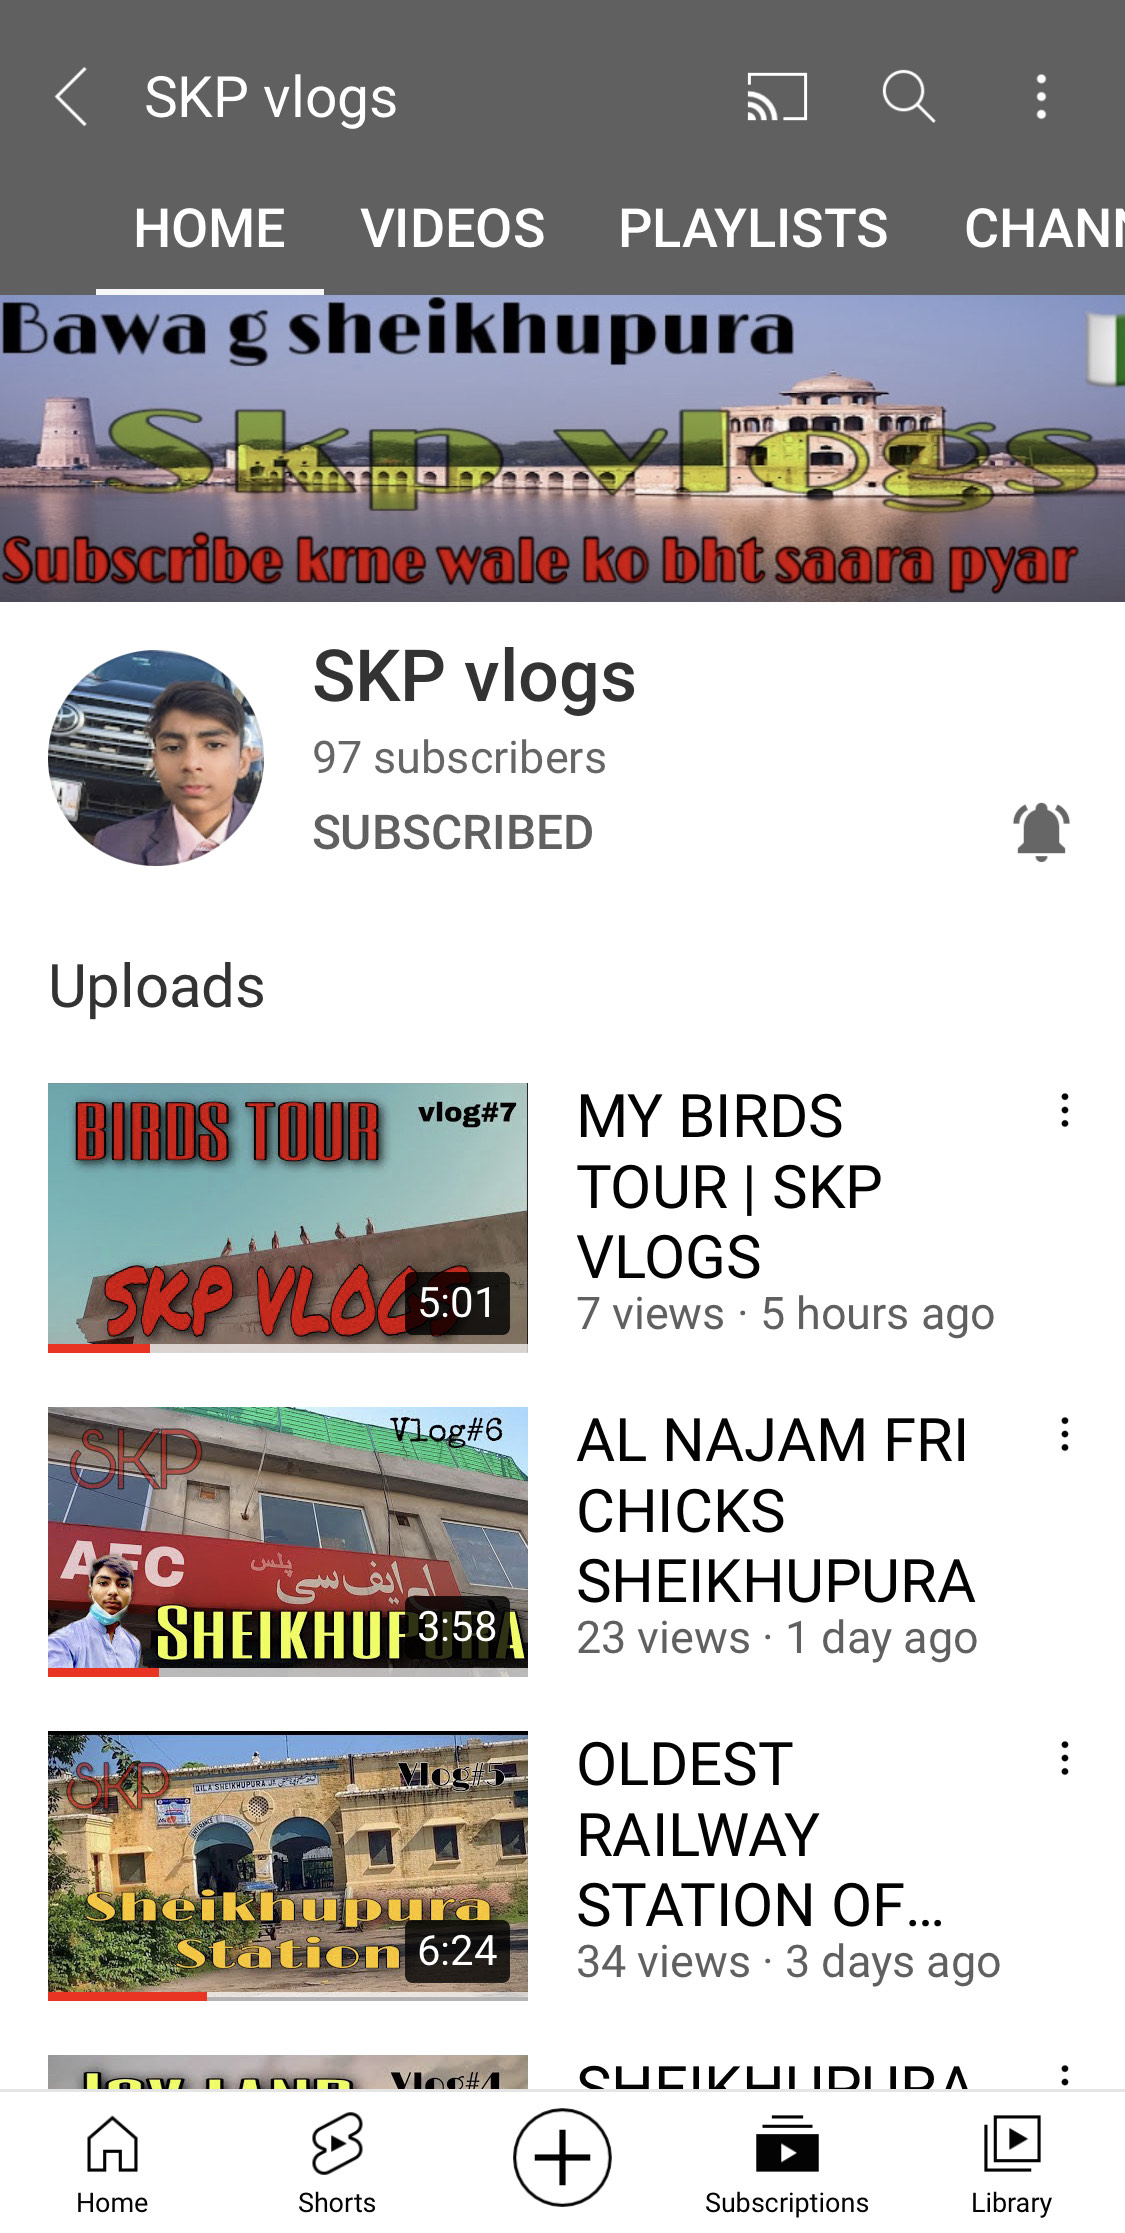 SKP vlogs
HOME VIDEOS PLAYLISTS CHANN
Bawa g sheikhupura
Skp vlogs
Subscribe krne wale ko bht saara pyar
SKP vlogs
97 subscribers
SUBSCRIBED
Uploads
BIRDS TOUR vlog#7
SKP VLOGS
5:01
MY BIRDS
TOUR | SKP
VLOGS
7 views · 5 hours ago
SKP Vlog#6
AFC اے ایف سی پلس
SHEIKHUPURA
3:58
AL NAJAM FRI
CHICKS
SHEIKHUPURA
23 views · 1 day ago
SKP Vlog#5
QILA SHEIKHUPURA JN
ENTRANCE
Sheikhupura
Station
6:24
OLDEST
RAILWAY
STATION OF...
34 views · 3 days ago
JOY LAND Vlog#4
SHEIKHUPURA
Home Shorts Subscriptions Library